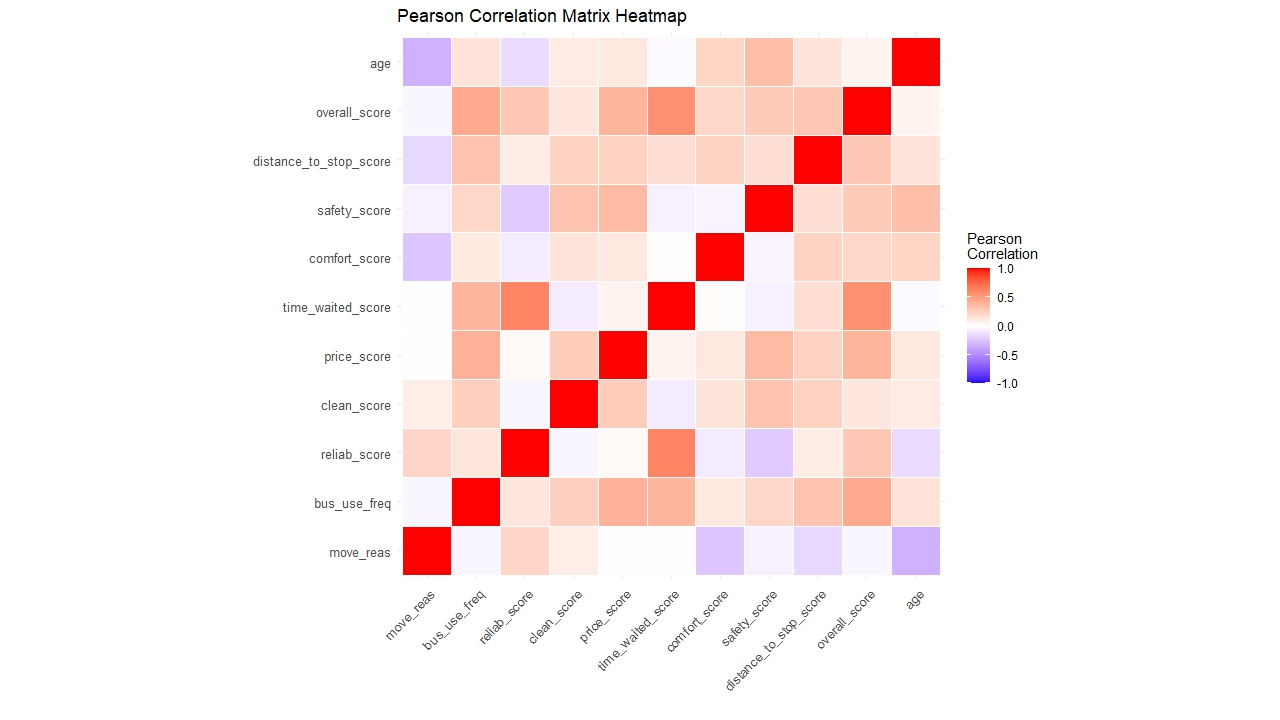 Pearson Correlation Matrix Heatmap
age
overall_score
distance_to_stop_score
safety_score
comfort_score
time_waited_score
price_score
clean_score
reliab_score
bus_use_freq
move_reas
move_reas
bus_use_freq
reliab_score
clean_score
price_score
time_waited_score
comfort_score
safety_score
distance_to_stop_score
overall_score
age
Pearson
Correlation
1.0
0.5
0.0
-0.5
-1.0